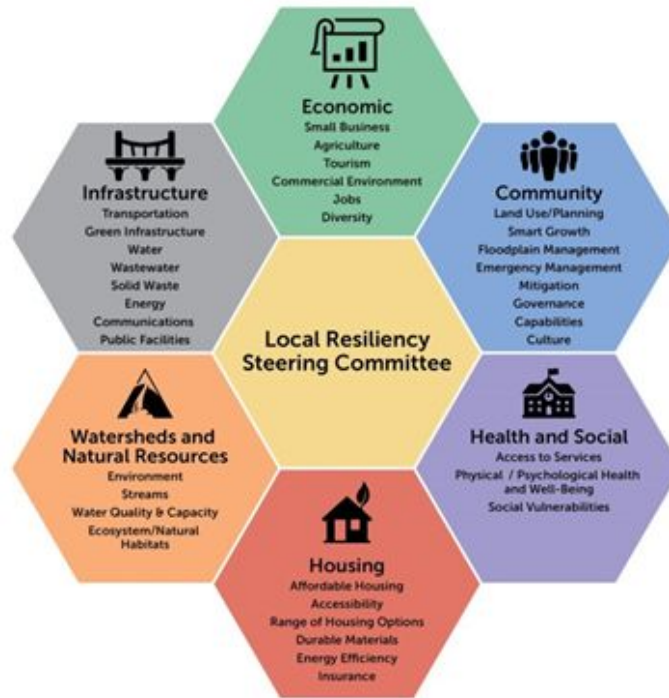 Economic
Small Business
Agriculture
Tourism
Commercial Environment
Jobs
Diversity
Infrastructure
Transportation
Green Infrastructure
Water
Wastewater
Solid Waste
Energy
Communications
Public Facilities
Community
Land Use/Planning
Smart Growth
Floodplain Management
Emergency Management
Mitigation
Governance
Capabilities
Culture
Local Resiliency
Steering Committee
Watersheds and
Natural Resources
Environment
Streams
Water Quality & Capacity
Ecosystem/Natural
Habitats
Health and Social
Access to Services
Physical / Psychological Health
and Well-Being
Social Vulnerabilities
Housing
Affordable Housing
Accessibility
Range of Housing Options
Durable Materials
Energy Efficiency
Insurance